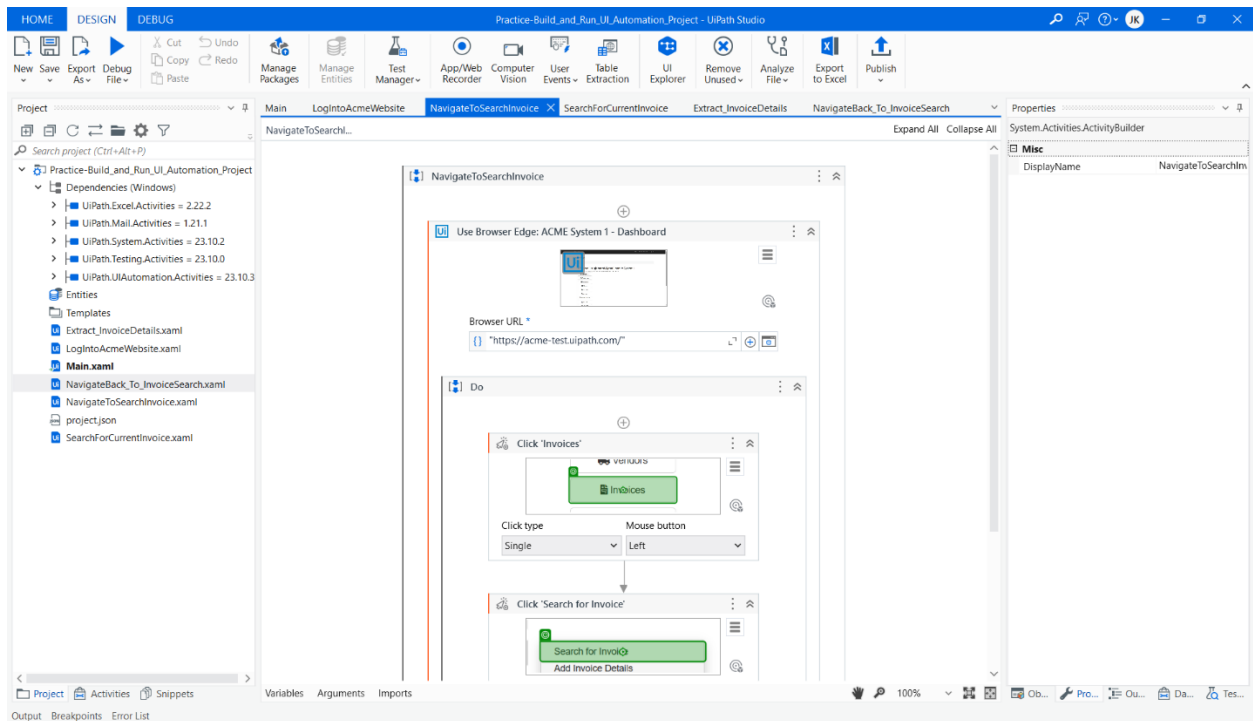 HOME DESIGN DEBUG Practice-Build_and_Run_UI_Automation_Project - UiPath Studio JK
New Save Export As Debug File
Cut Undo
Copy Redo
Paste
Manage Packages
Manage Entities
Test Manager
App/Web Recorder
Computer Vision
User Events
Table Extraction
UI Explorer
Remove Unused
Analyze File
Export to Excel
Publish
Project
Search project (Ctrl+Alt+P)
Practice-Build_and_Run_UI_Automation_Project
Dependencies (Windows)
UiPath.Excel.Activities = 2.22.2
UiPath.Mail.Activities = 1.21.1
UiPath.System.Activities = 23.10.2
UiPath.Testing.Activities = 23.10.0
UiPath.UIAutomation.Activities = 23.10.3
Entities
Templates
Extract_InvoiceDetails.xaml
LogIntoAcmeWebsite.xaml
Main.xaml
NavigateBack_To_InvoiceSearch.xaml
NavigateToSearchInvoice.xaml
project.json
SearchForCurrentInvoice.xaml
Project Activities Snippets
Main LogIntoAcmeWebsite NavigateToSearchInvoice SearchForCurrentInvoice Extract_InvoiceDetails NavigateBack_To_InvoiceSearch
NavigateToSearchI... Expand All Collapse All
NavigateToSearchInvoice
Use Browser Edge: ACME System 1 - Dashboard
Ui
Browser URL *
{} "https://acme-test.uipath.com/"
Do
Click 'Invoices'
Vendors
Invoices
Click type Mouse button
Single Left
Click 'Search for Invoice'
Search for Invoice
Add Invoice Details
Variables Arguments Imports 100%
Properties
System.Activities.ActivityBuilder
Misc
DisplayName NavigateToSearchInv
Ob... Pro... Ou... Da... Tes...
Output Breakpoints Error List